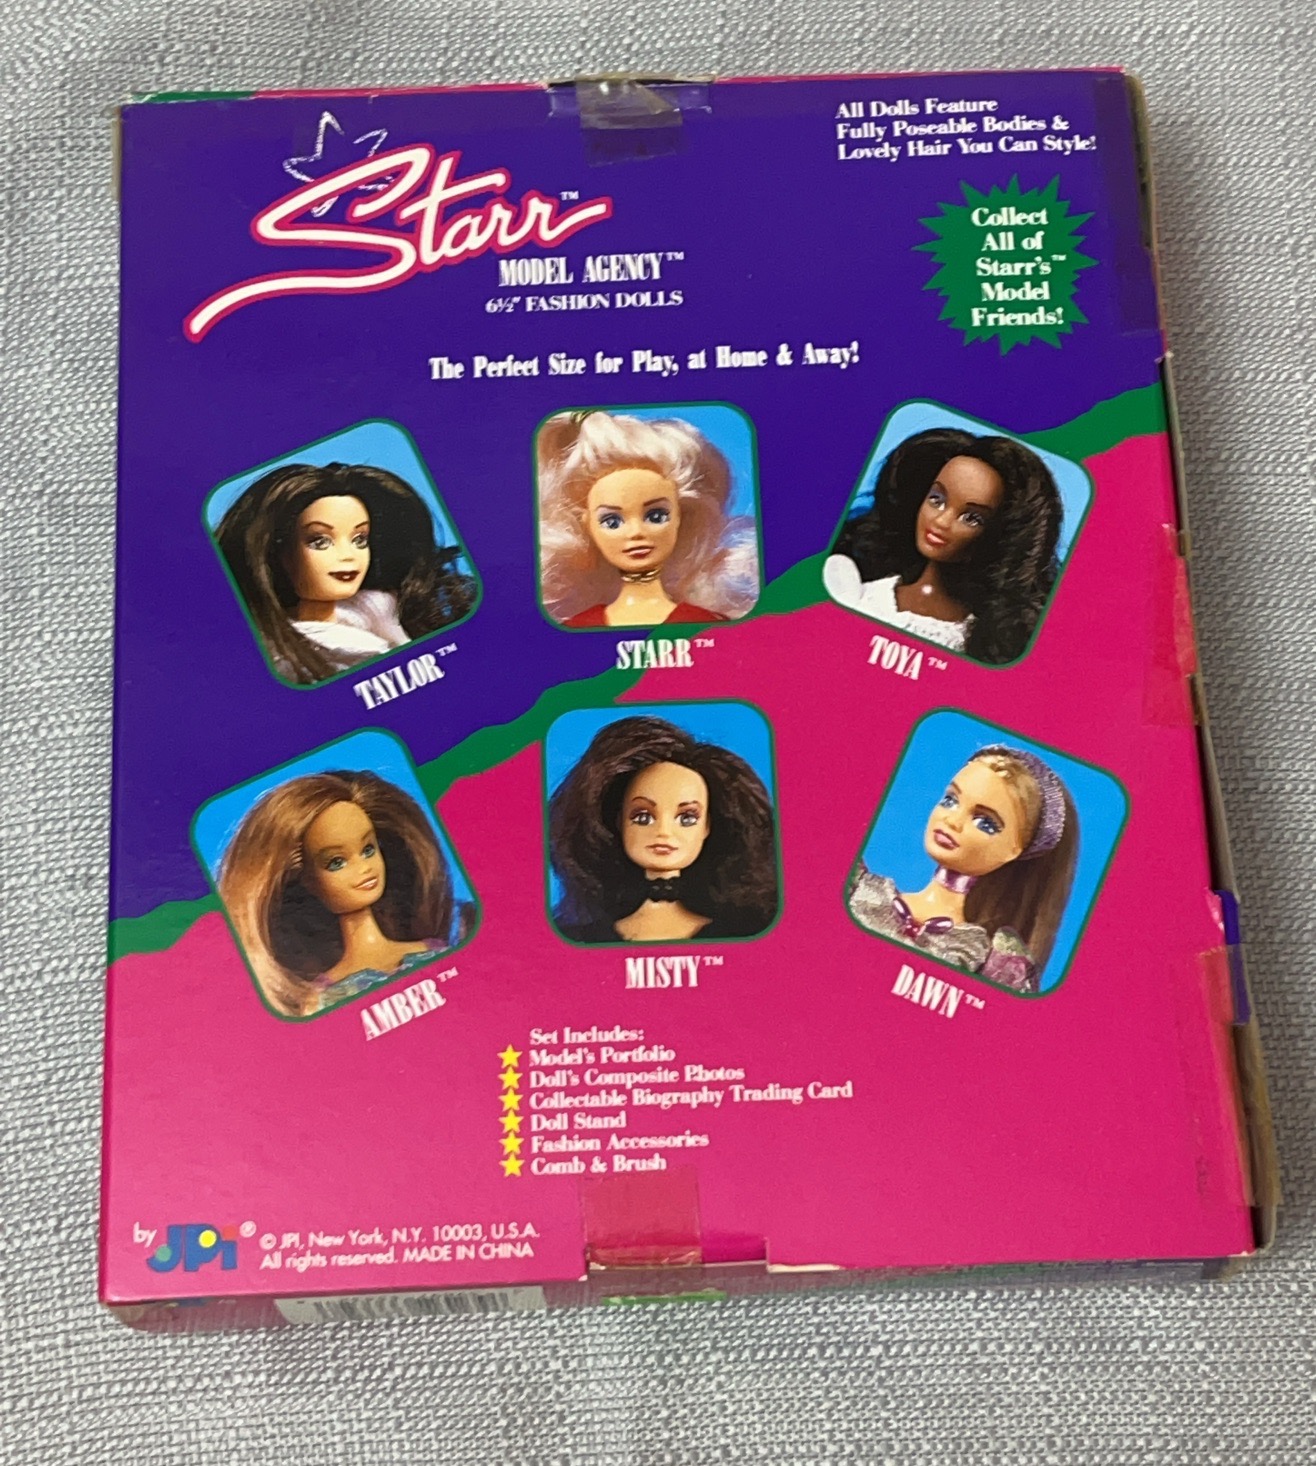 Starr™
MODEL AGENCY™
6½" FASHION DOLLS
All Dolls Feature
Fully Poseable Bodies &
Lovely Hair You Can Style!
Collect
All of
Starr's™
Model
Friends!
The Perfect Size for Play, at Home & Away!
TAYLOR™
STARR™
TOYA™
AMBER™
MISTY™
DAWN™
Set Includes:
Model's Portfolio
Doll's Composite Photos
Collectable Biography Trading Card
Doll Stand
Fashion Accessories
Comb & Brush
by JPI®
© JPI, New York, N.Y. 10003, U.S.A.
All rights reserved. MADE IN CHINA